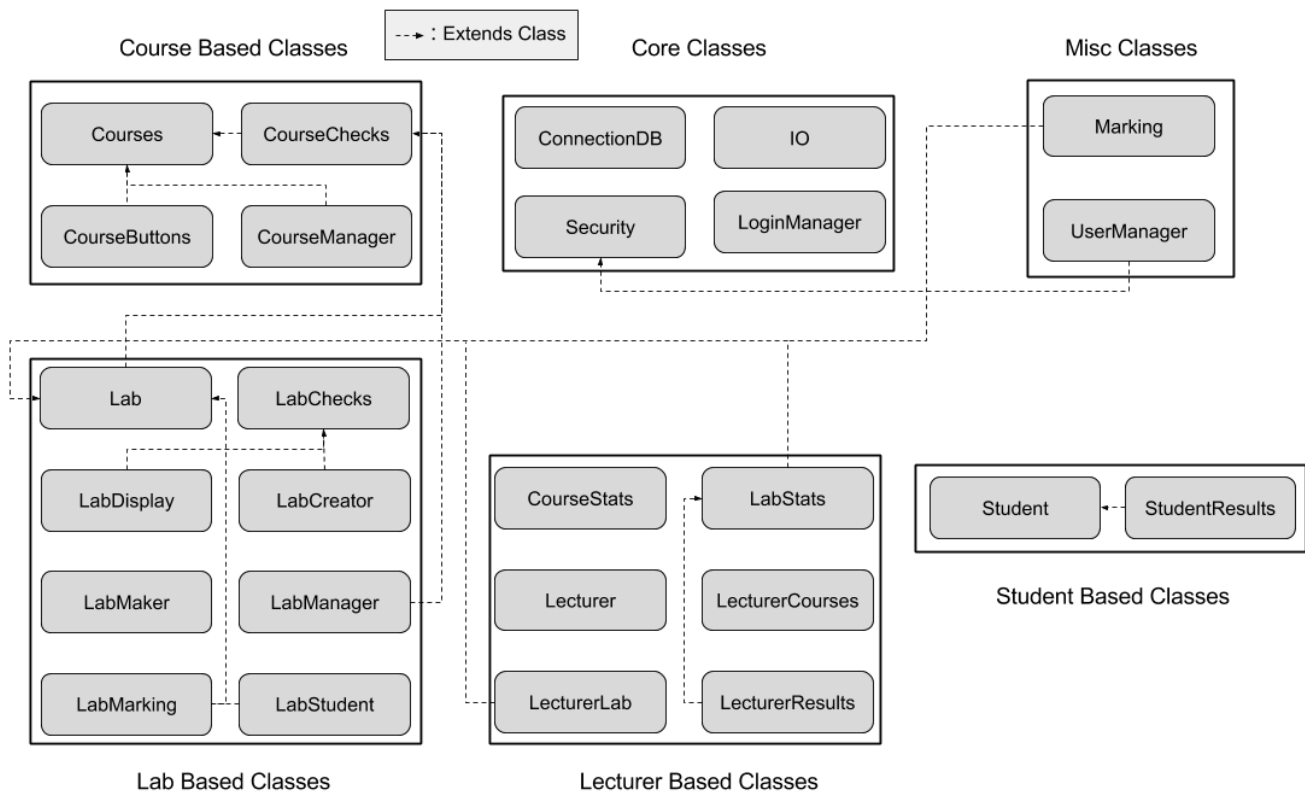 Course Based Classes
: Extends Class
Core Classes
Misc Classes
Courses
CourseChecks
CourseButtons
CourseManager
ConnectionDB
IO
Security
LoginManager
Marking
UserManager
Lab
LabChecks
LabDisplay
LabCreator
LabMaker
LabManager
LabMarking
LabStudent
Lab Based Classes
CourseStats
LabStats
Lecturer
LecturerCourses
LecturerLab
LecturerResults
Lecturer Based Classes
Student
StudentResults
Student Based Classes